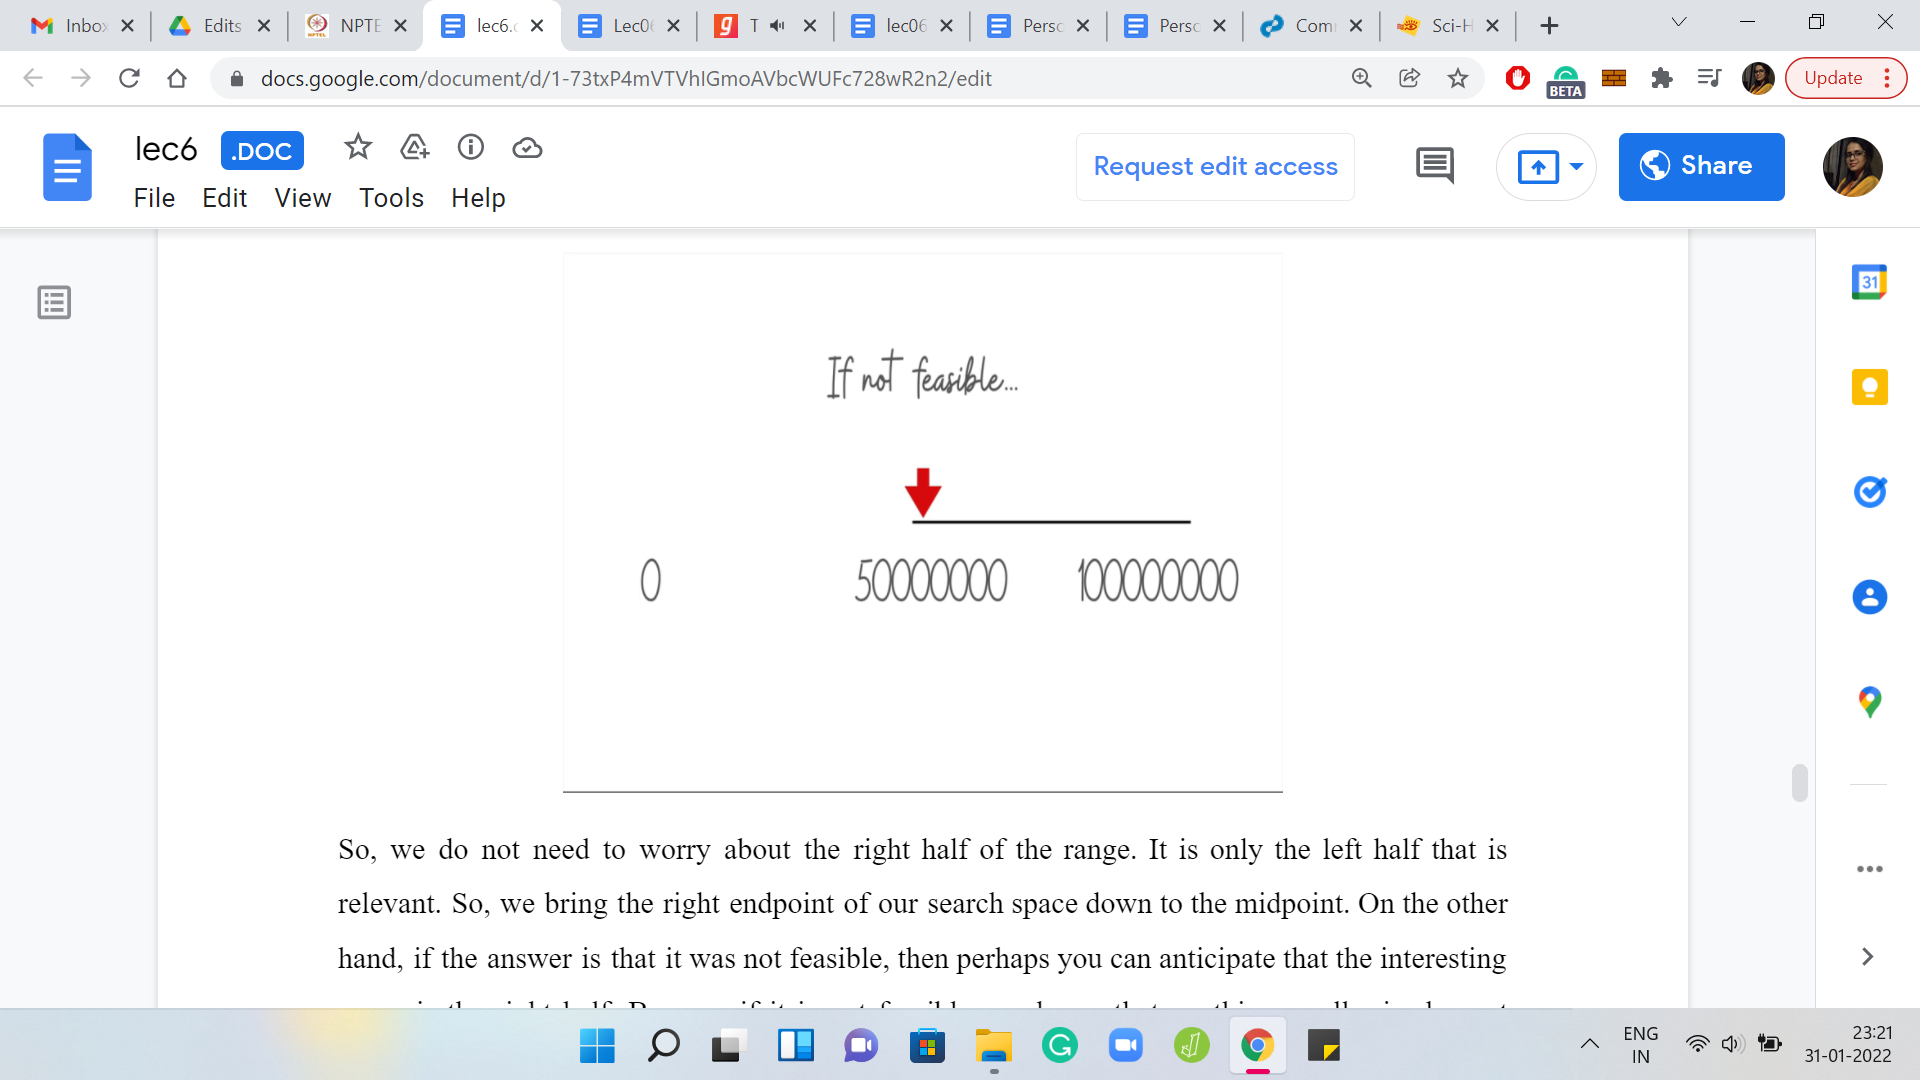 Inbox
Edits
NPTE
lec6.c
Lec06
T
lec06
Perso
Perso
Com
Sci-H
docs.google.com/document/d/1-73txP4mVTVhIGmoAVbcWUFc728wR2n2/edit
BETA
Update
lec6 .DOC
File Edit View Tools Help
Request edit access
Share
31
If not feasible...
0 50000000 100000000
So, we do not need to worry about the right half of the range. It is only the left half that is
relevant. So, we bring the right endpoint of our search space down to the midpoint. On the other
hand, if the answer is that it was not feasible, then perhaps you can anticipate that the interesting
ENG
IN
23:21
31-01-2022